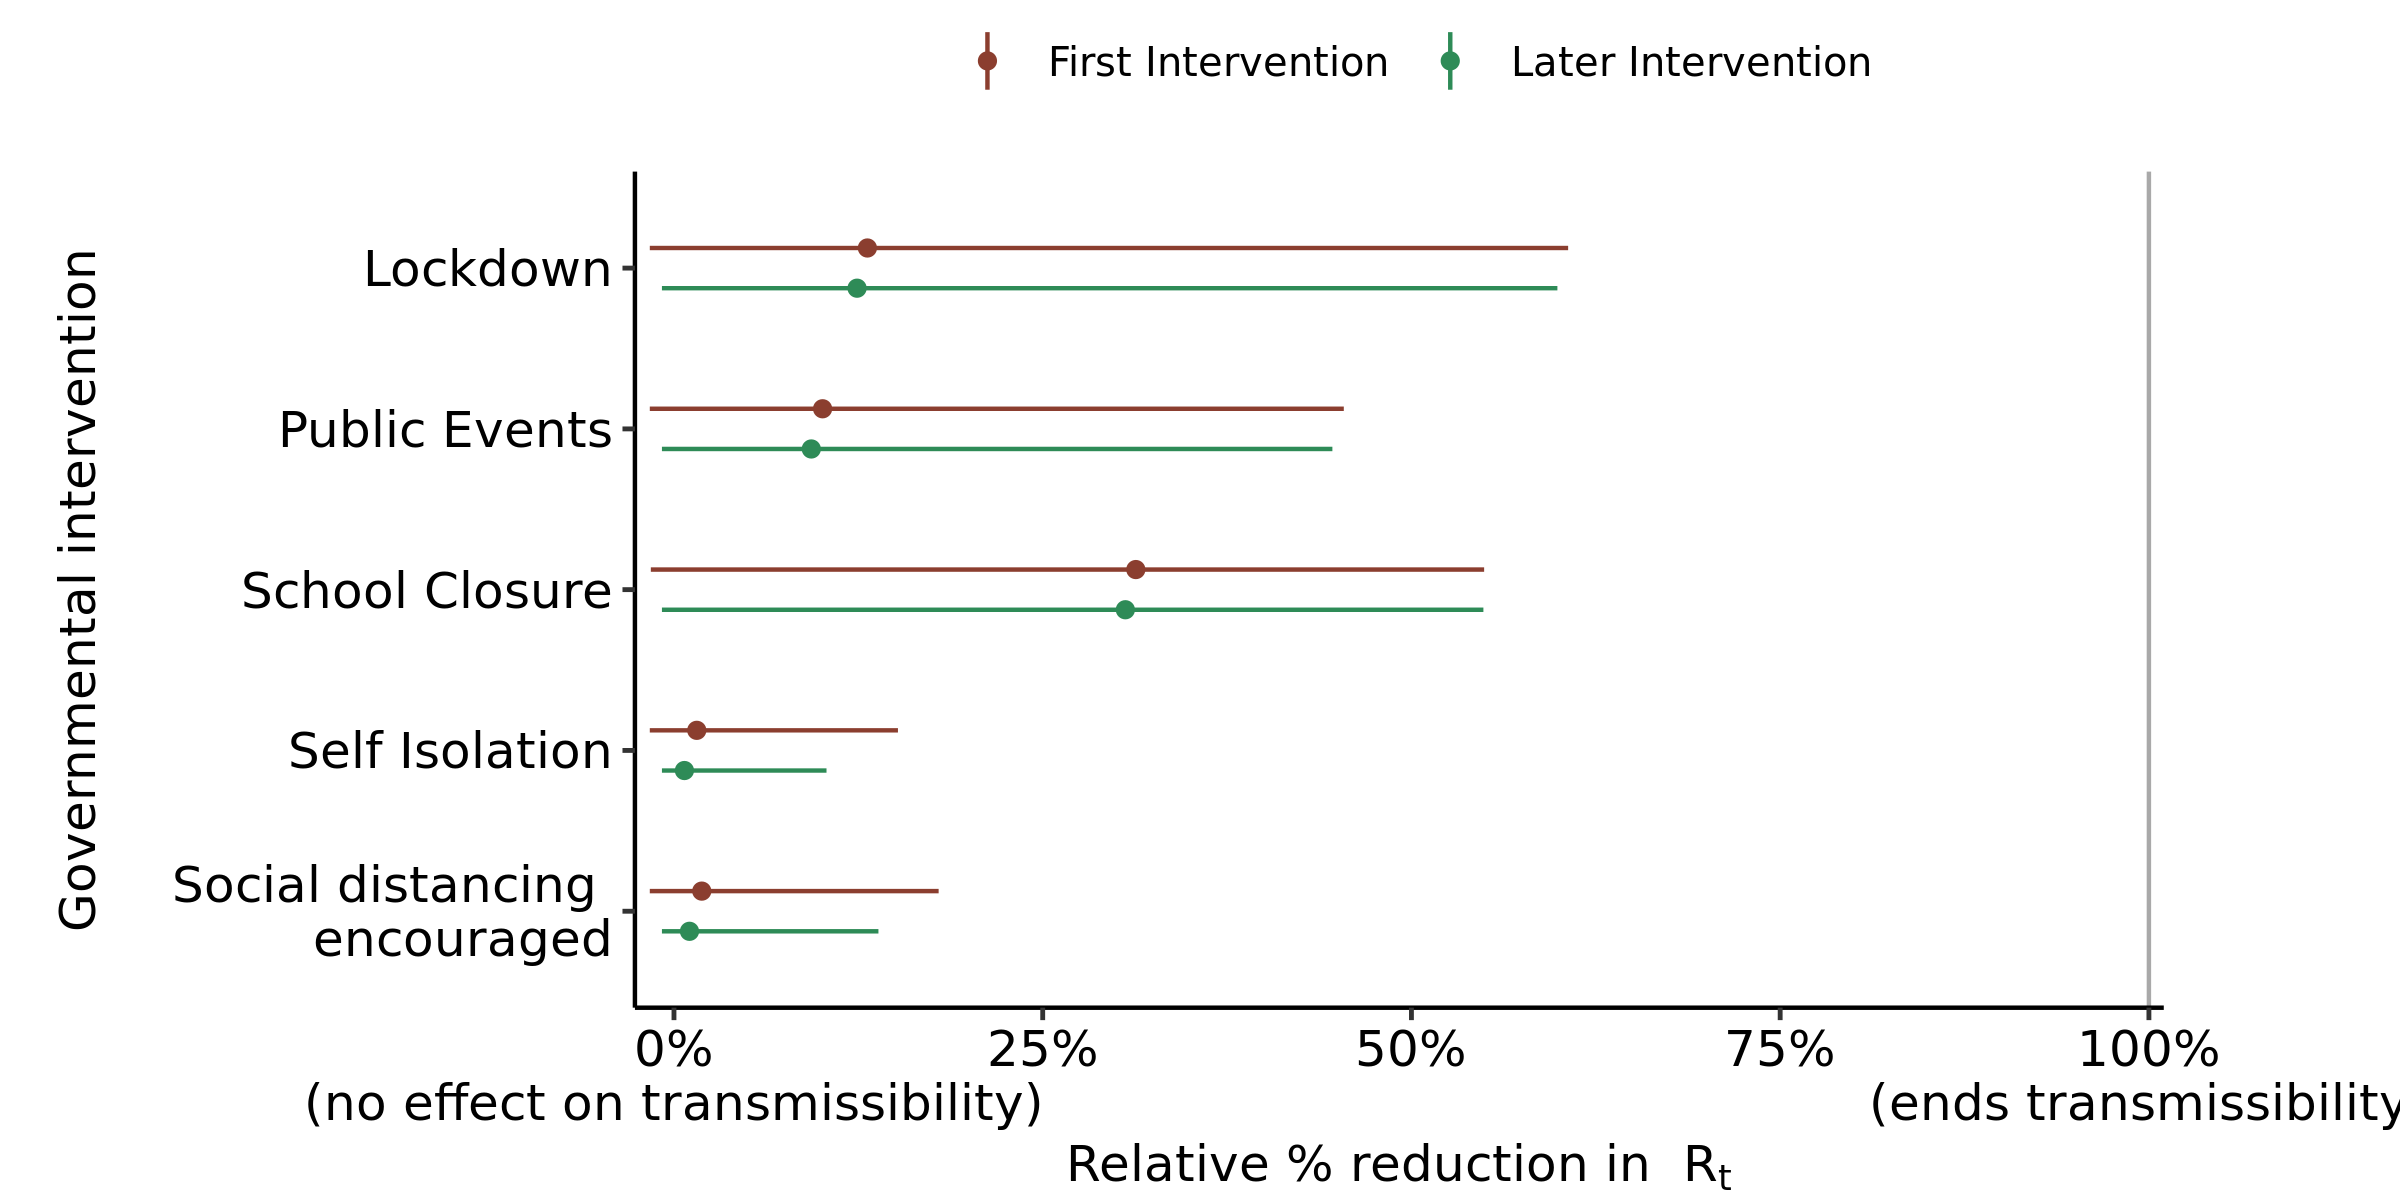 First Intervention Later Intervention
Governmental intervention
Lockdown
Public Events
School Closure
Self Isolation
Social distancing
encouraged
0% 25% 50% 75% 100%
(no effect on transmissibility) (ends transmissibility
Relative % reduction in Rt